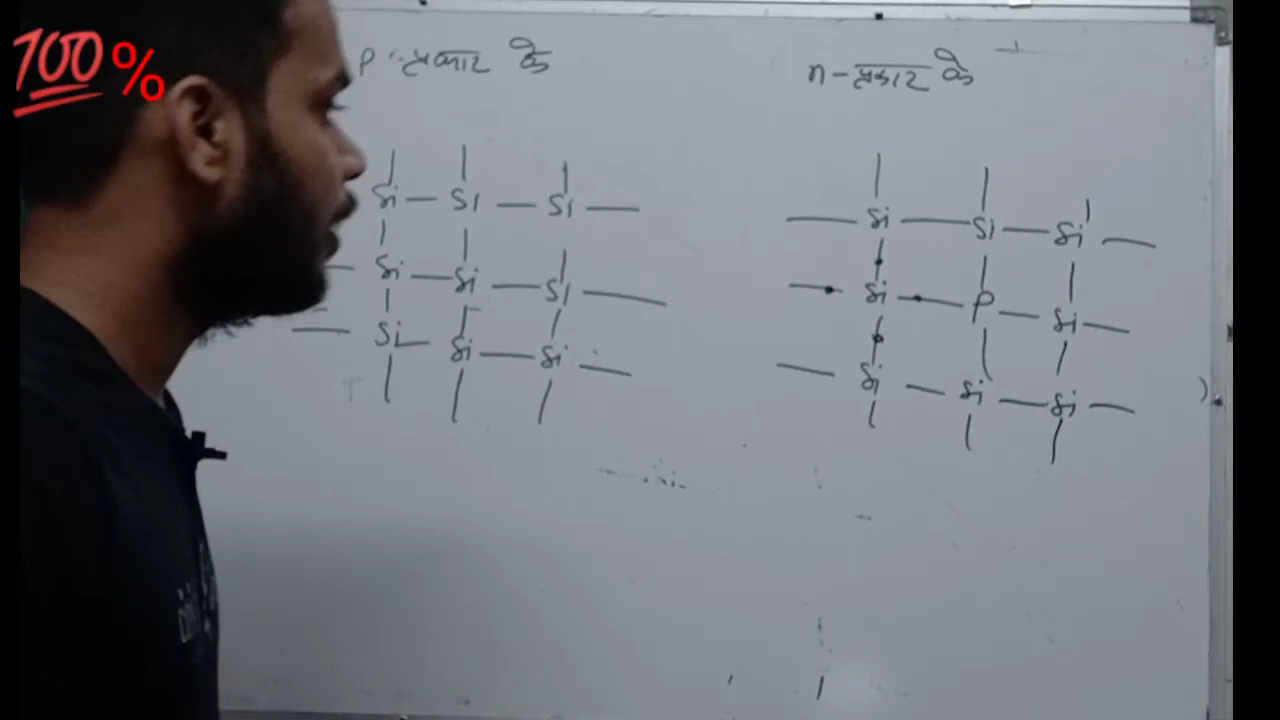 100%
p-प्रकार के
n-प्रकार के
Si — Si — Si —
— Si — Si — Si —
— Si — Si — Si —
— Si — Si — Si —
— Si — P — Si —
— Si — Si — Si —